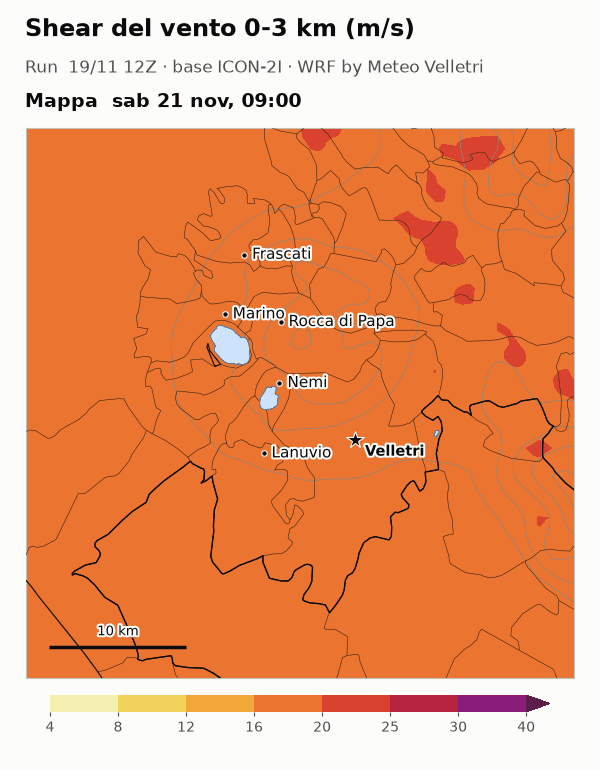 Shear del vento 0-3 km (m/s)
Run  19/11 12Z · base ICON-2I · WRF by Meteo Velletri
Mappa  sab 21 nov, 09:00
Frascati
Marino
Rocca di Papa
Nemi
Velletri
Lanuvio
10 km
4 8 12 16 20 25 30 40